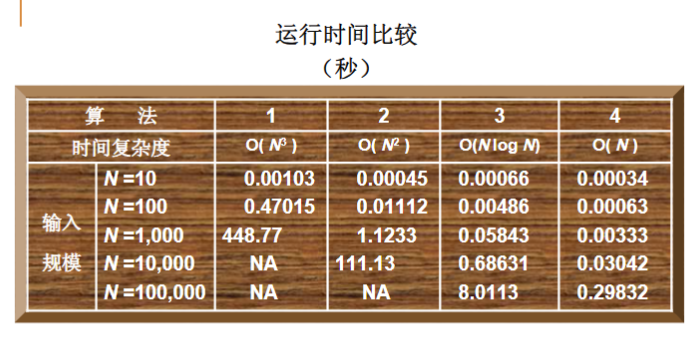 运行时间比较
（秒）
算 法 1 2 3 4
时间复杂度 O( N³ ) O( N² ) O(N log N) O( N )
输入规模
N =10 0.00103 0.00045 0.00066 0.00034
N =100 0.47015 0.01112 0.00486 0.00063
N =1,000 448.77 1.1233 0.05843 0.00333
N =10,000 NA 111.13 0.68631 0.03042
N =100,000 NA NA 8.0113 0.29832